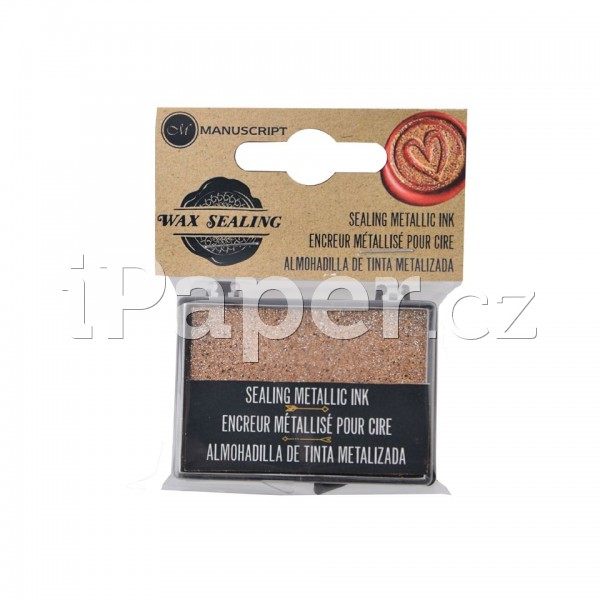 M
MANUSCRIPT
WAX SEALING
SEALING METALLIC INK
ENCREUR MÉTALLISÉ POUR CIRE
ALMOHADILLA DE TINTA METALIZADA
iPaper.cz
SEALING METALLIC INK
ENCREUR MÉTALLISÉ POUR CIRE
ALMOHADILLA DE TINTA METALIZADA